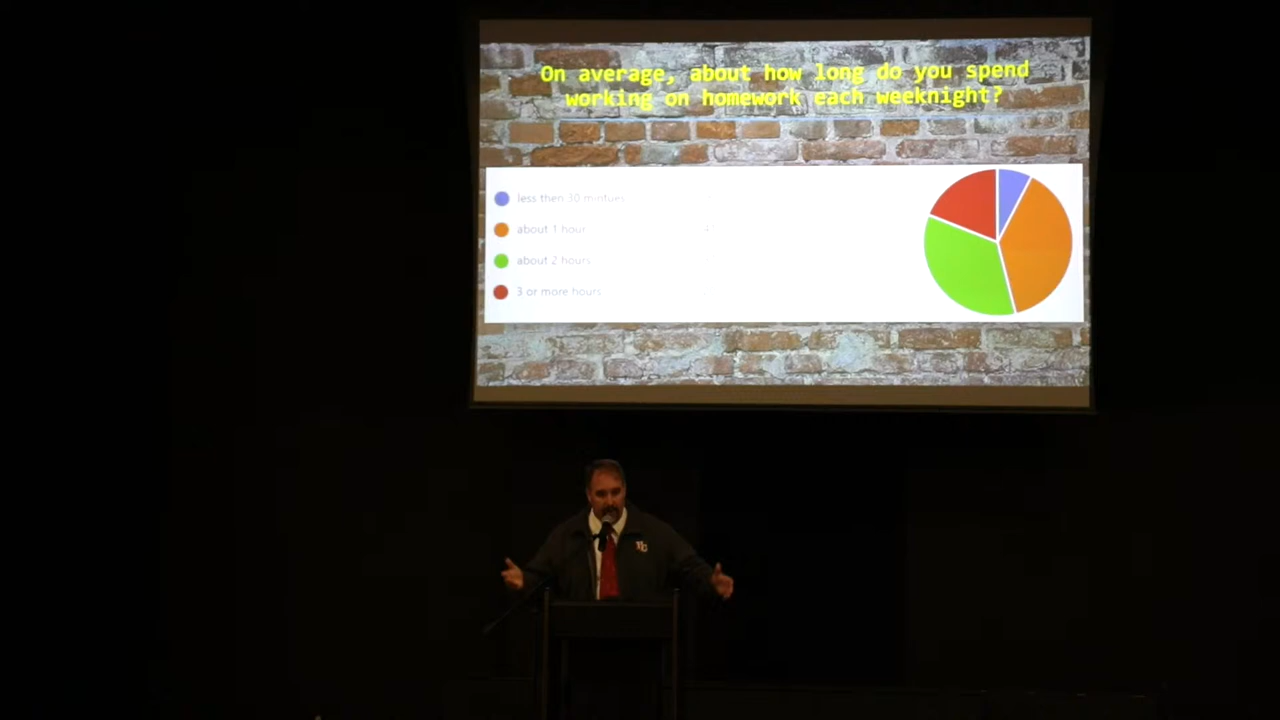 On average, about how long do you spend
working on homework each weeknight?
less then 30 mintues
about 1 hour
about 2 hours
3 or more hours